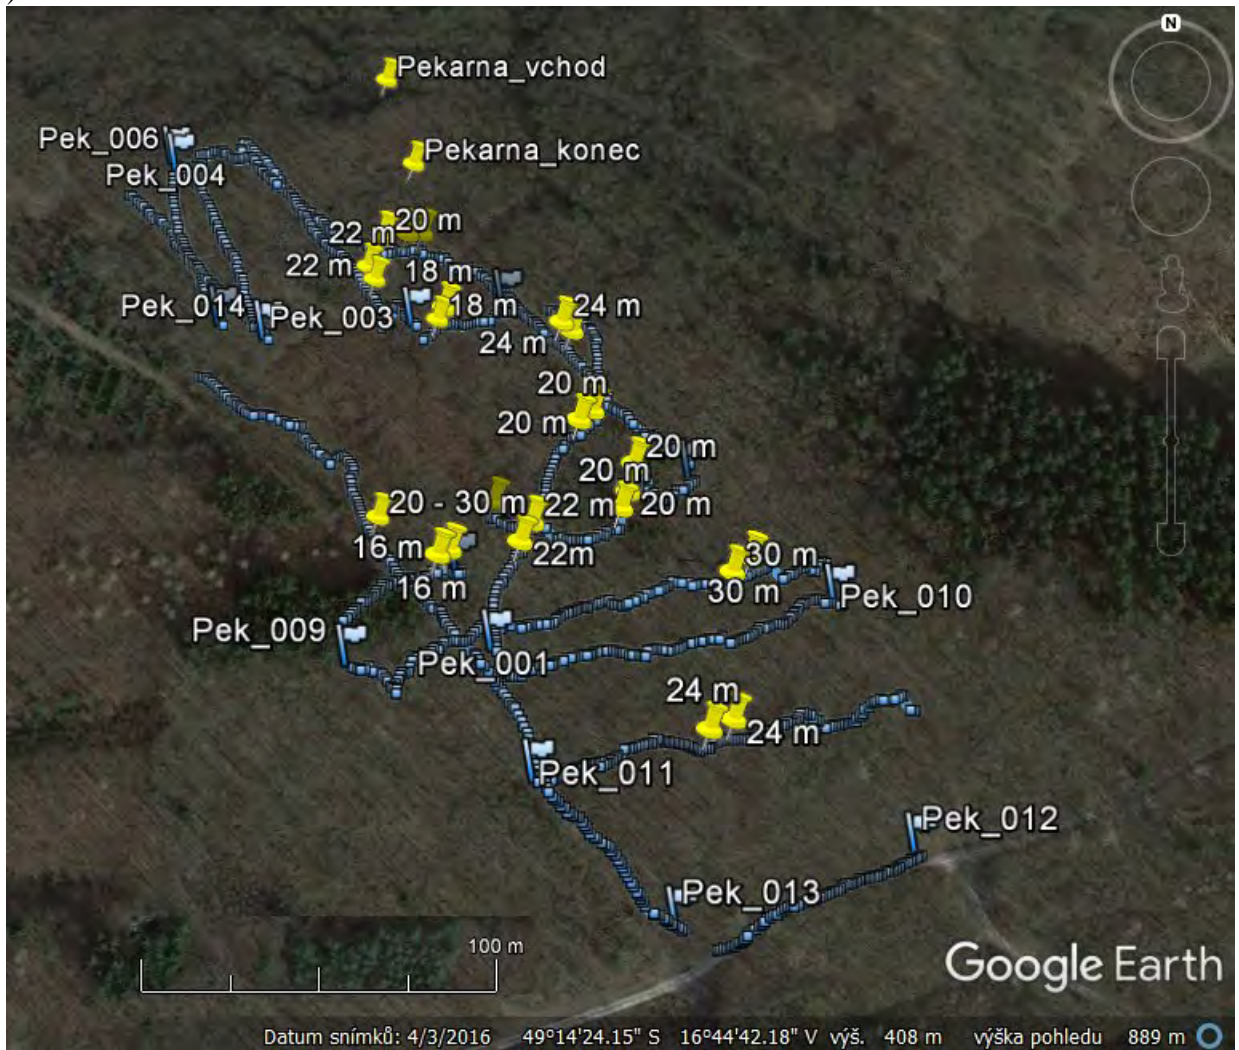 N
Pekarna_vchod
Pek_006
Pekarna_konec
Pek_004
20 m
22 m
22 m
18 m
Pek_014
Pek_003
18 m
24 m
24 m
20 m
20 m
20 m
20 m
20 - 30 m
22 m
20 m
16 m
22m
30 m
16 m
30 m
Pek_010
Pek_009
Pek_001
24 m
24 m
Pek_011
Pek_012
Pek_013
100 m
Google Earth
Datum snímků: 4/3/2016 49°14'24.15" S 16°44'42.18" V výš. 408 m výška pohledu 889 m